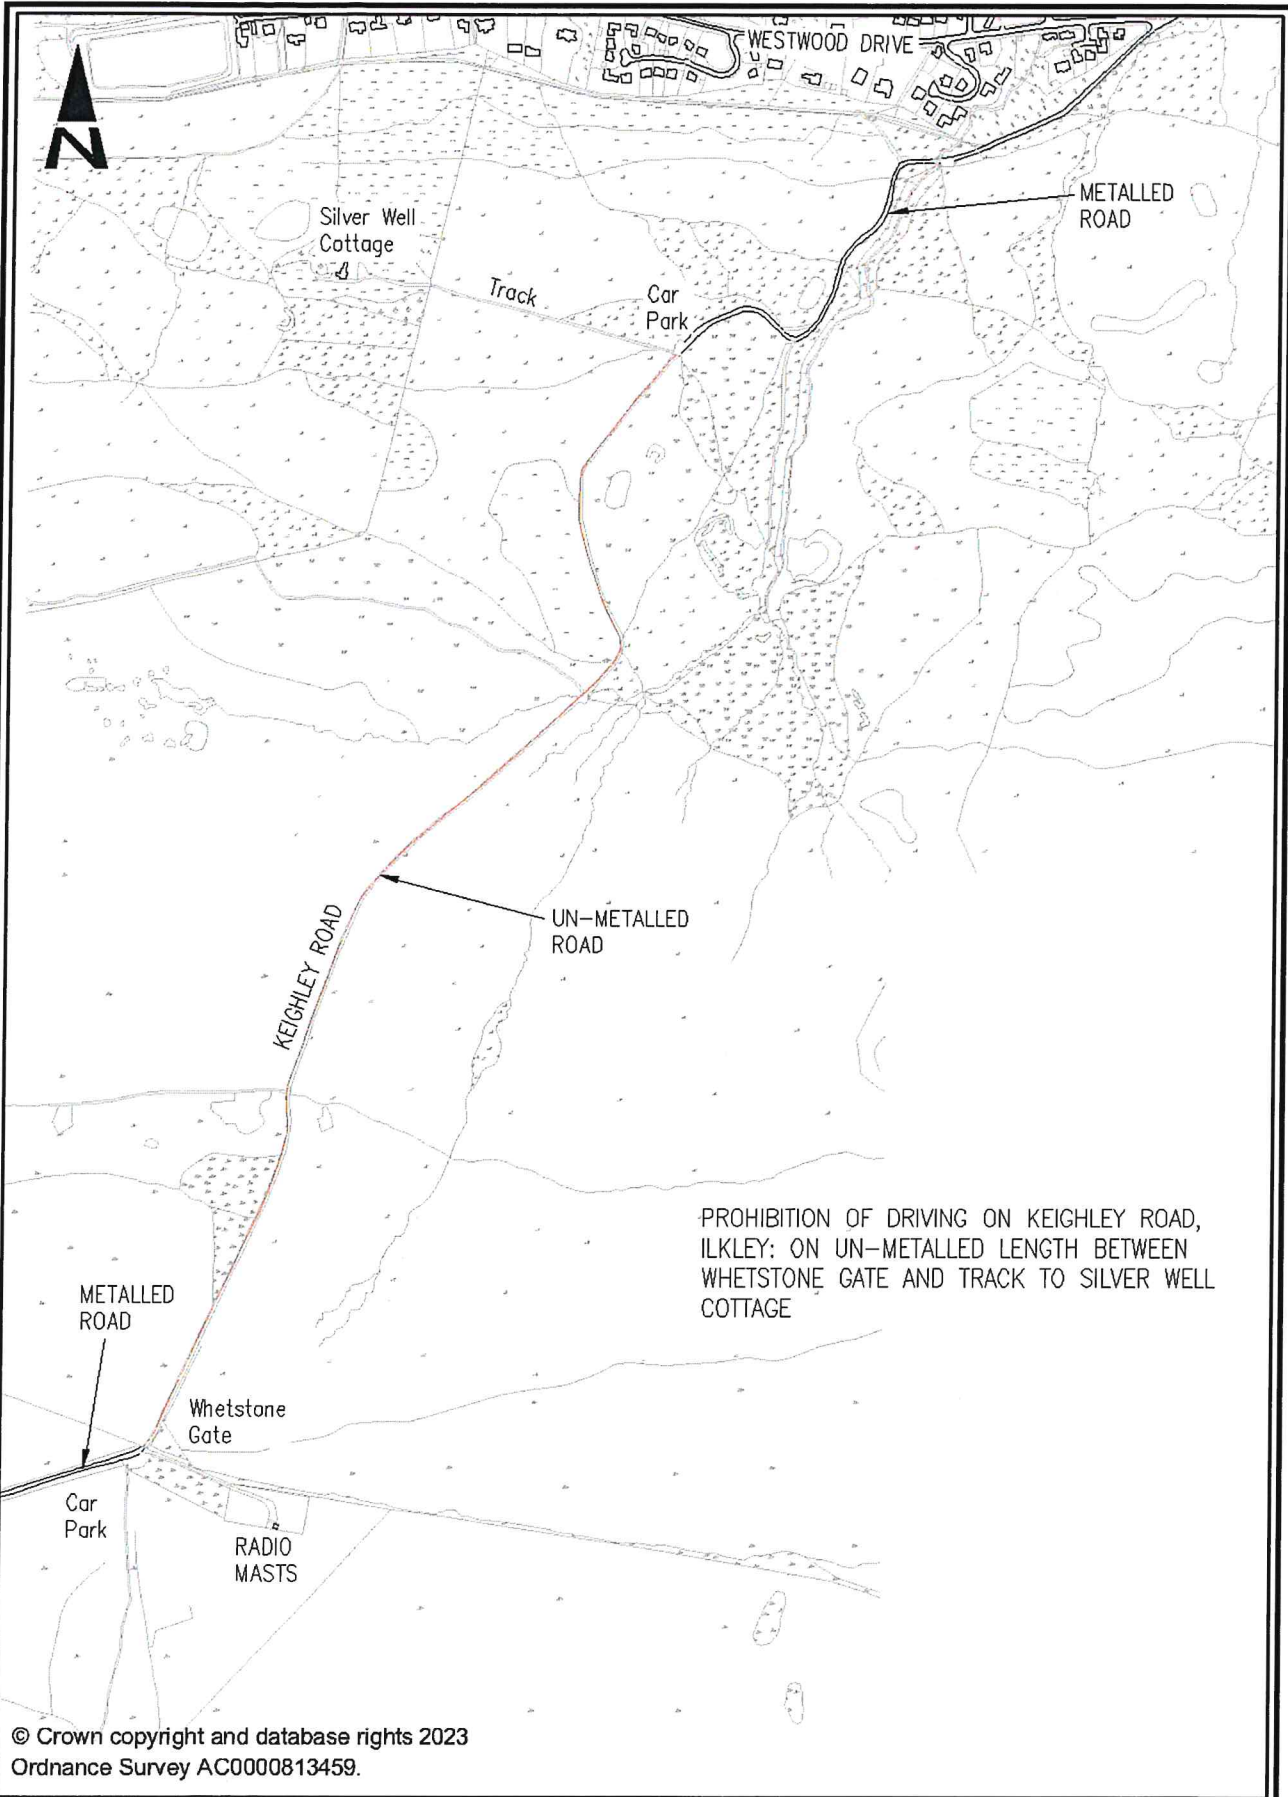 WESTWOOD DRIVE
N
METALLED
ROAD
Silver Well
Cottage
Track
Car
Park
UN-METALLED
ROAD
KEIGHLEY ROAD
PROHIBITION OF DRIVING ON KEIGHLEY ROAD,
ILKLEY: ON UN-METALLED LENGTH BETWEEN
WHETSTONE GATE AND TRACK TO SILVER WELL
COTTAGE
METALLED
ROAD
Whetstone
Gate
Car
Park
RADIO
MASTS
© Crown copyright and database rights 2023
Ordnance Survey AC0000813459.